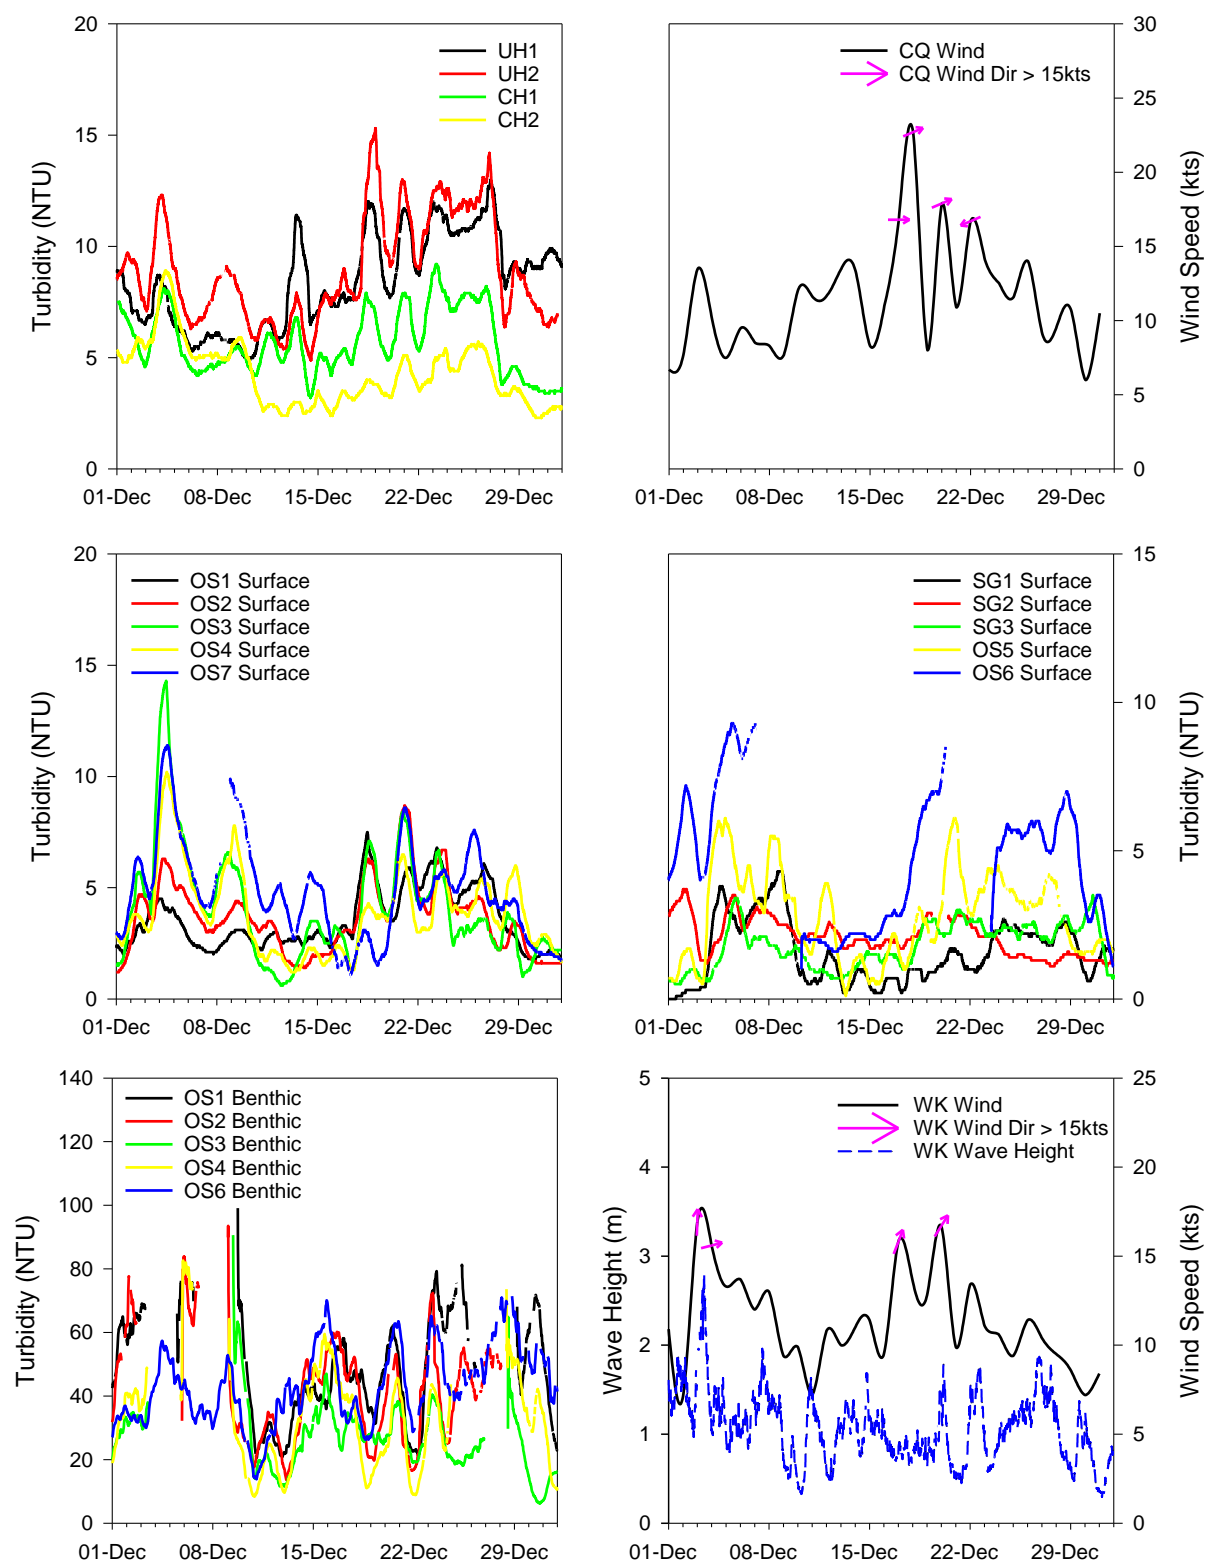 20
15
10
5
0
Turbidity (NTU)
UH1
UH2
CH1
CH2
01-Dec 08-Dec 15-Dec 22-Dec 29-Dec
CQ Wind
CQ Wind Dir > 15kts
30
25
20
15
10
5
0
Wind Speed (kts)
01-Dec 08-Dec 15-Dec 22-Dec 29-Dec
20
15
10
5
0
Turbidity (NTU)
OS1 Surface
OS2 Surface
OS3 Surface
OS4 Surface
OS7 Surface
01-Dec 08-Dec 15-Dec 22-Dec 29-Dec
SG1 Surface
SG2 Surface
SG3 Surface
OS5 Surface
OS6 Surface
15
10
5
0
Turbidity (NTU)
01-Dec 08-Dec 15-Dec 22-Dec 29-Dec
140
120
100
80
60
40
20
0
Turbidity (NTU)
OS1 Benthic
OS2 Benthic
OS3 Benthic
OS4 Benthic
OS6 Benthic
01-Dec 08-Dec 15-Dec 22-Dec 29-Dec
5
4
3
2
1
0
Wave Height (m)
WK Wind
WK Wind Dir > 15kts
WK Wave Height
25
20
15
10
5
0
Wind Speed (kts)
01-Dec 08-Dec 15-Dec 22-Dec 29-Dec